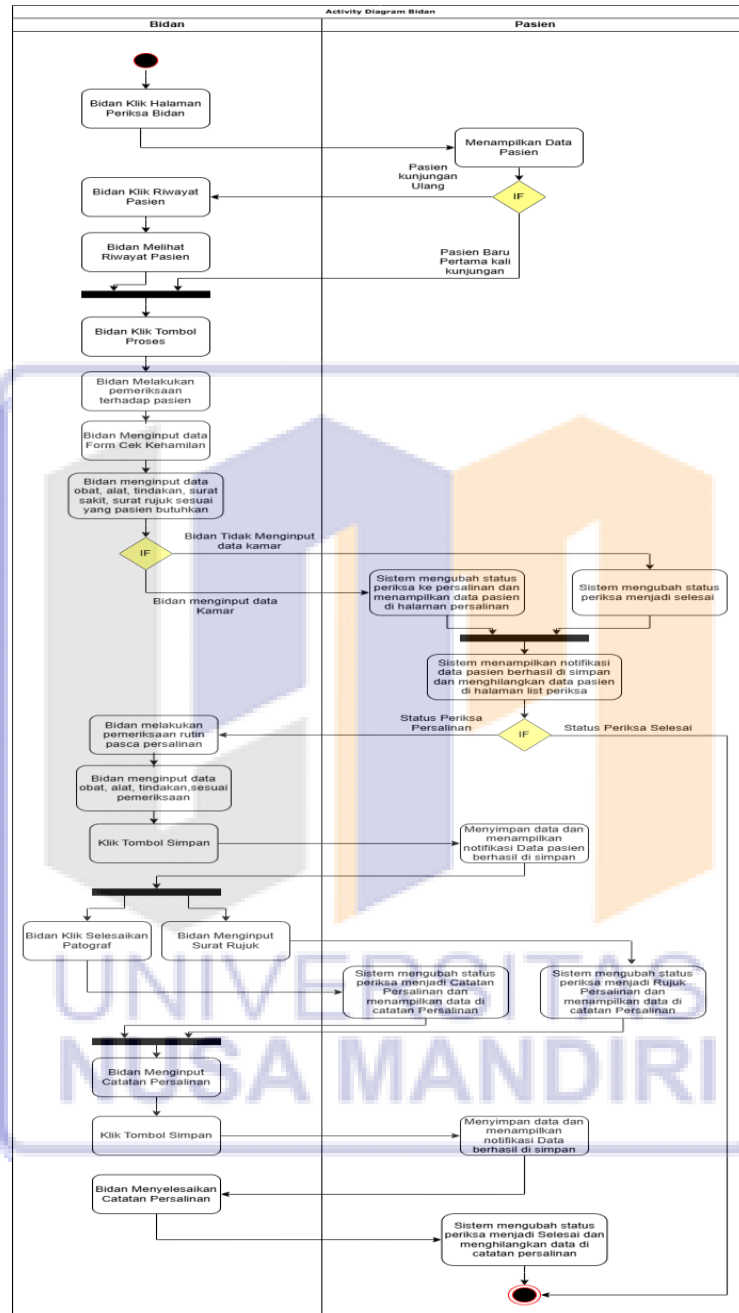 Activity Diagram Bidan
Bidan
Pasien
Bidan Klik Halaman
Periksa Bidan
Menampilkan Data
Pasien
Pasien
kunjungan
Ulang
IF
Bidan Klik Riwayat
Pasien
Bidan Melihat
Riwayat Pasien
Pasien Baru
Pertama kali
kunjungan
Bidan Klik Tombol
Proses
Bidan Melakukan
pemeriksaan
terhadap pasien
Bidan Menginput data
Form Cek Kehamilan
Bidan menginput data
obat, alat, tindakan, surat
sakit, surat rujuk sesuai
yang pasien butuhkan
IF
Bidan Tidak Menginput
data kamar
Bidan menginput data
Kamar
Sistem mengubah status
periksa ke persalinan dan
menampilkan data pasien
di halaman persalinan
Sistem mengubah status
periksa menjadi selesai
Sistem menampilkan notifikasi
data pasien berhasil di simpan
dan menghilangkan data pasien
di halaman list periksa
Status Periksa
Persalinan
IF
Status Periksa Selesai
Bidan melakukan
pemeriksaan rutin
pasca persalinan
Bidan menginput data
obat, alat, tindakan,sesuai
pemeriksaan
Klik Tombol Simpan
Menyimpan data dan
menampilkan
notifikasi Data pasien
berhasil di simpan
Bidan Klik Selesaikan
Patograf
Bidan Menginput
Surat Rujuk
Sistem mengubah status
periksa menjadi Catatan
Persalinan dan
menampilkan data di
catatan Persalinan
Sistem mengubah status
periksa menjadi Rujuk
Persalinan dan
menampilkan data di
catatan Persalinan
UNIVERSITAS
NUSA MANDIRI
Bidan Menginput
Catatan Persalinan
Klik Tombol Simpan
Menyimpan data dan
menampilkan
notifikasi Data
berhasil di simpan
Bidan Menyelesaikan
Catatan Persalinan
Sistem mengubah status
periksa menjadi Selesai dan
menghilangkan data di
catatan persalinan